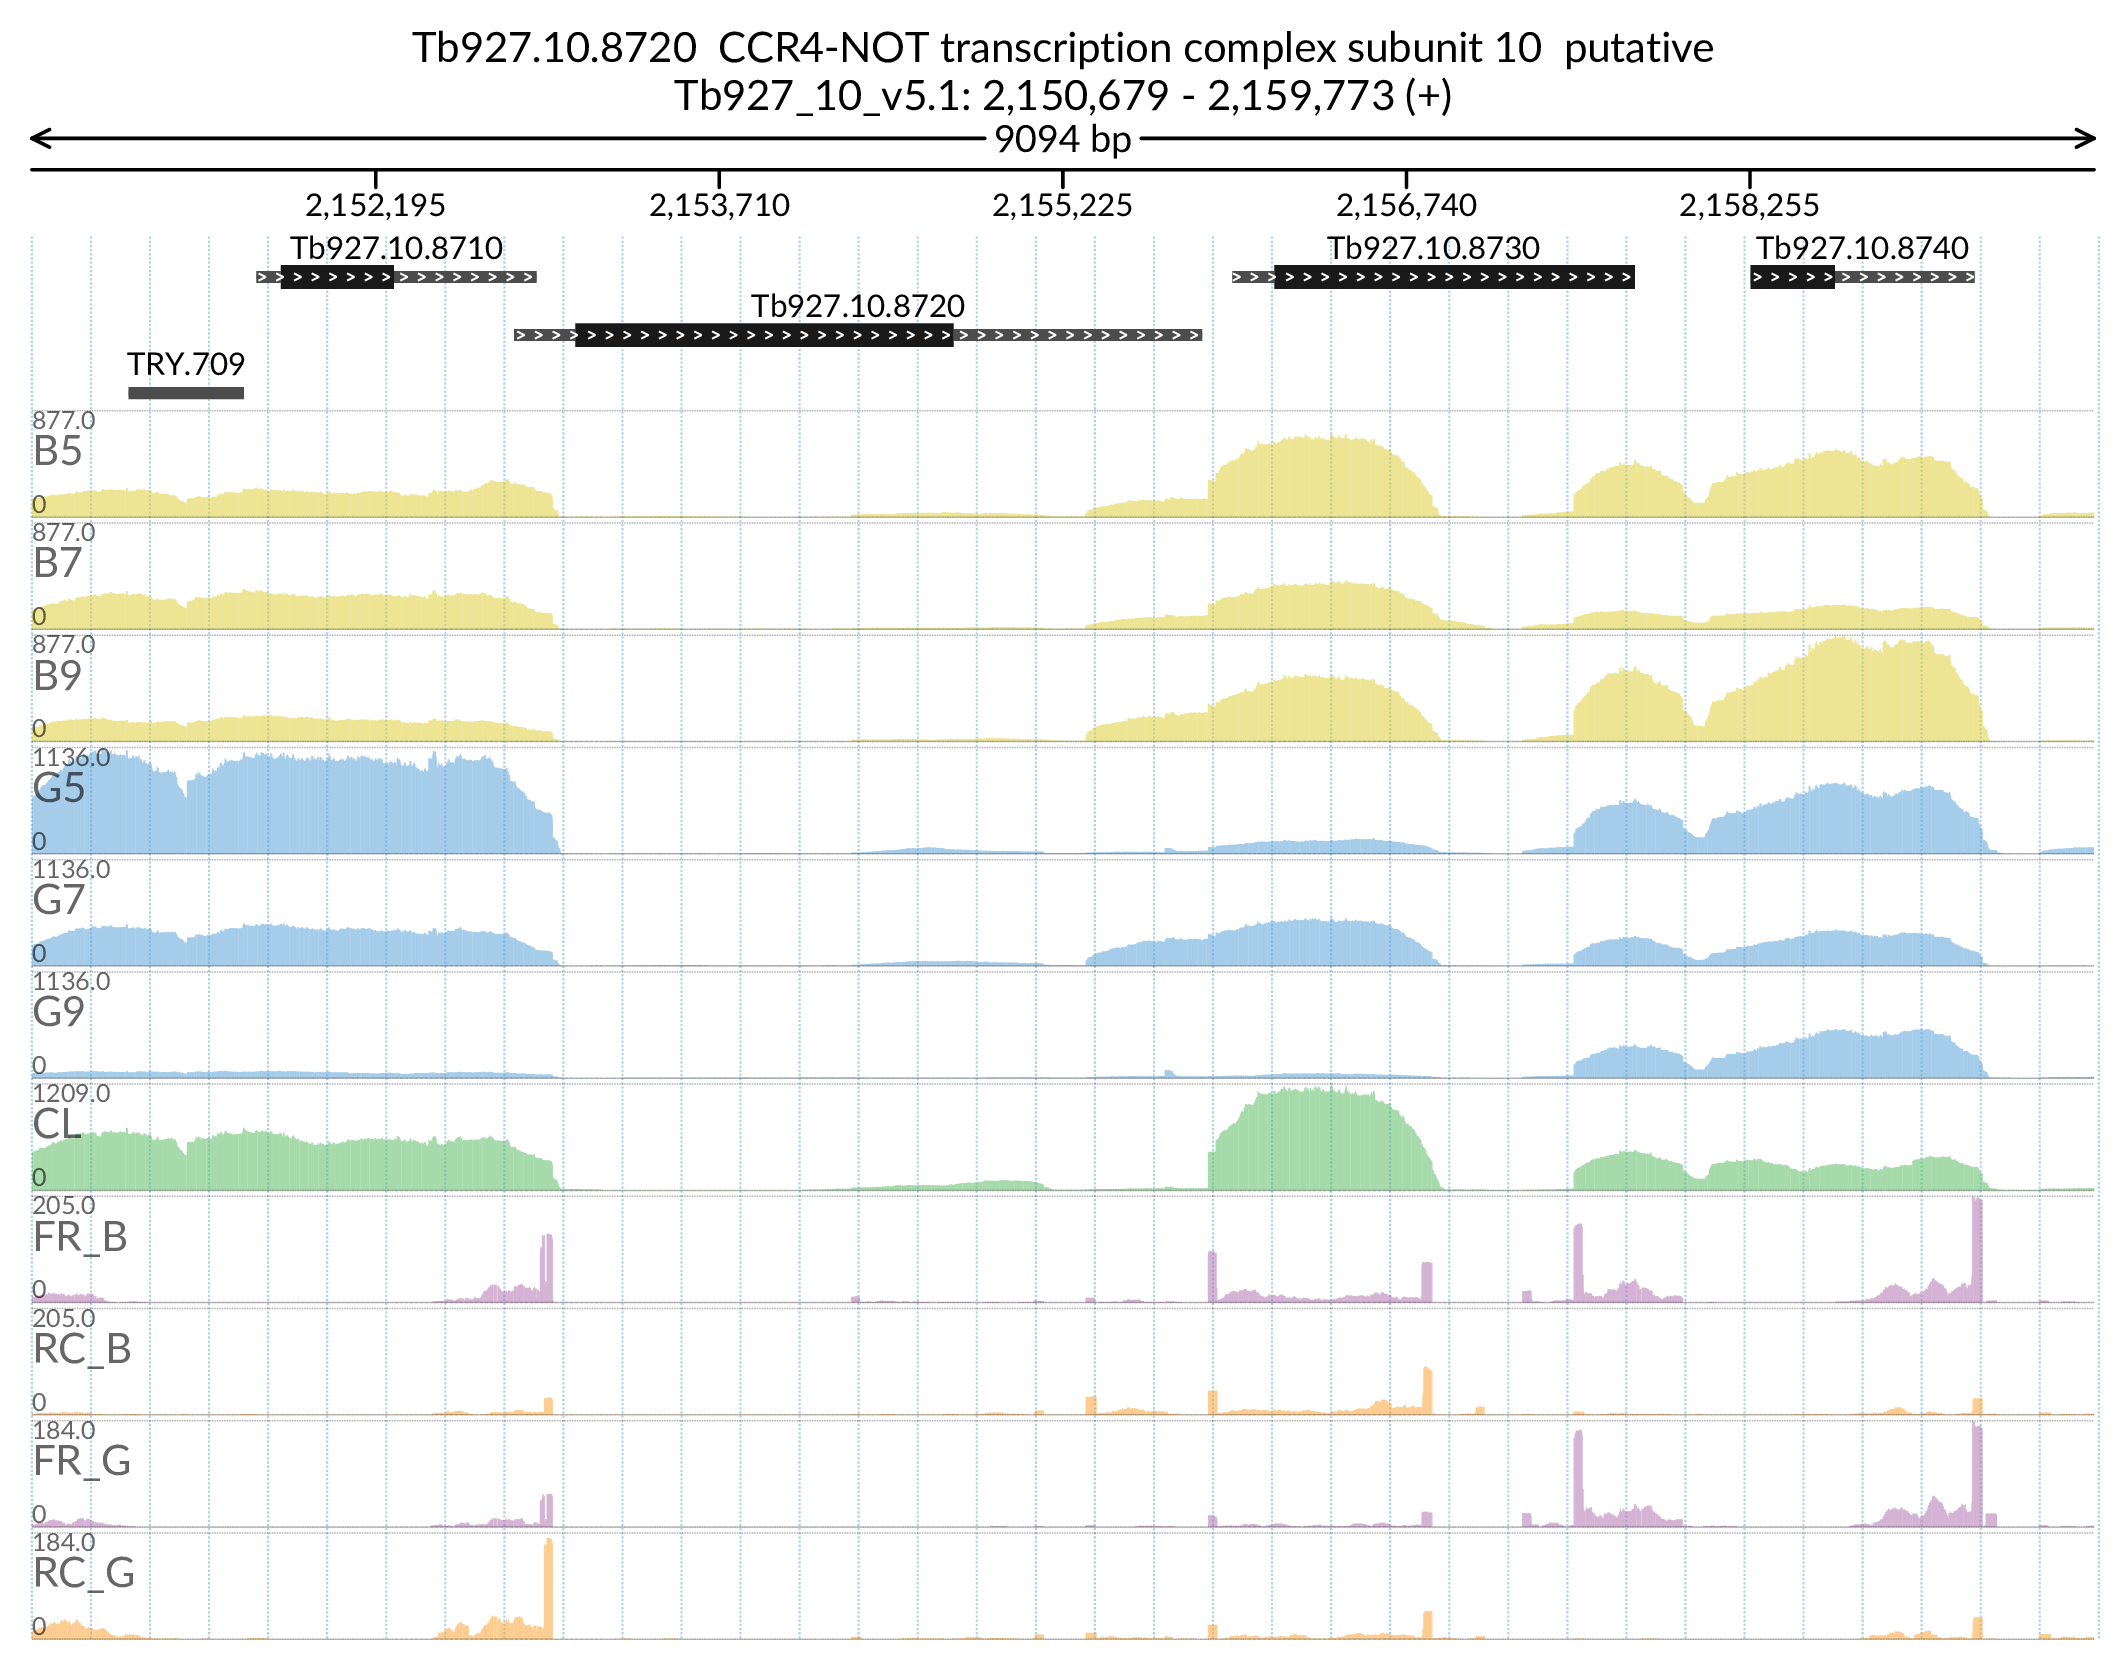 Tb927.10.8720  CCR4-NOT transcription complex subunit 10  putative
Tb927_10_v5.1: 2,150,679 - 2,159,773 (+)
9094 bp
2,152,195 2,153,710 2,155,225 2,156,740 2,158,255
Tb927.10.8710 Tb927.10.8730 Tb927.10.8740
Tb927.10.8720
TRY.709
877.0
B5
0
877.0
B7
0
877.0
B9
0
1136.0
G5
0
1136.0
G7
0
1136.0
G9
0
1209.0
CL
0
205.0
FR_B
0
205.0
RC_B
0
184.0
FR_G
0
184.0
RC_G
0